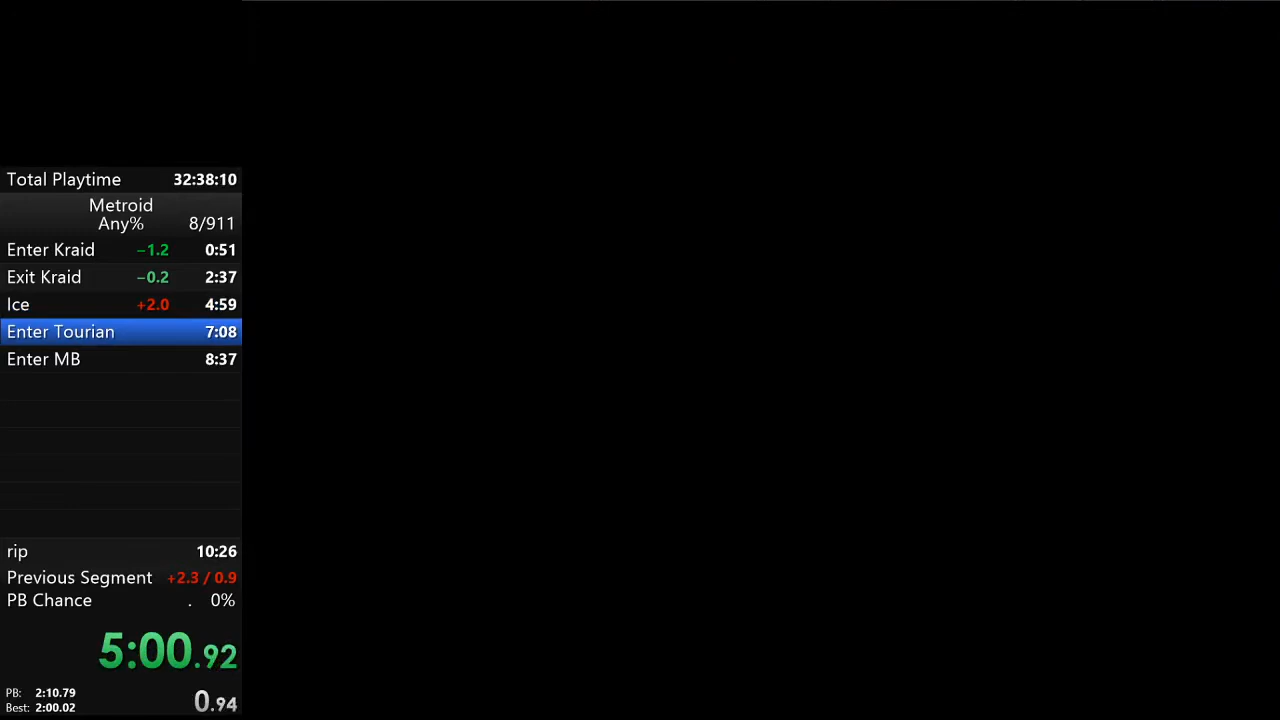 Total Playtime 32:38:10
Metroid
Any% 8/911
Enter Kraid −1.2 0:51
Exit Kraid −0.2 2:37
Ice +2.0 4:59
Enter Tourian 7:08
Enter MB 8:37
rip 10:26
Previous Segment +2.3 / 0.9
PB Chance . 0%
5:00.92
PB: 2:10.79
Best: 2:00.02
0.94